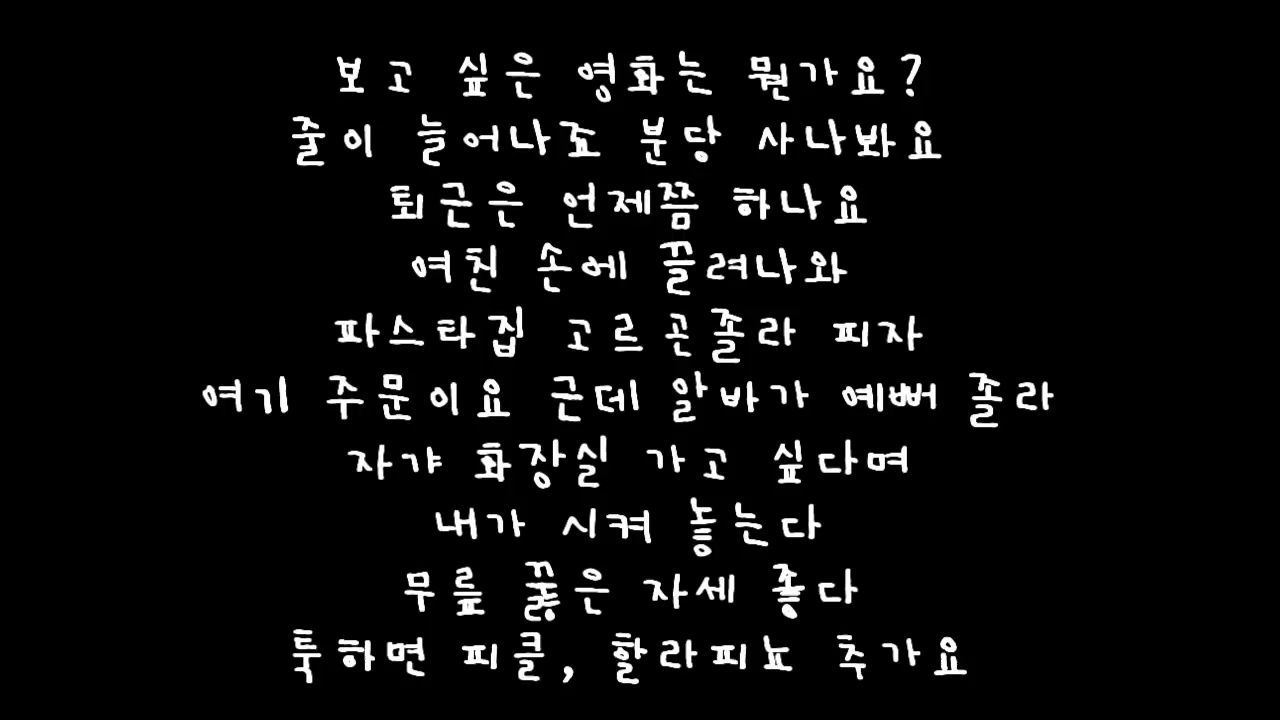 보고 싶은 영화는 뭔가요?
줄이 늘어나죠 분당 사나봐요
퇴근은 언제쯤 하나요
여친 손에 끌려나와
파스타집 고르곤졸라 피자
여기 주문이요 근데 알바가 예뻐 졸라
자갸 화장실 가고 싶다며
내가 시켜 놓는다
무릎 꿇은 자세 좋다
툭하면 피클, 할라피뇨 추가요